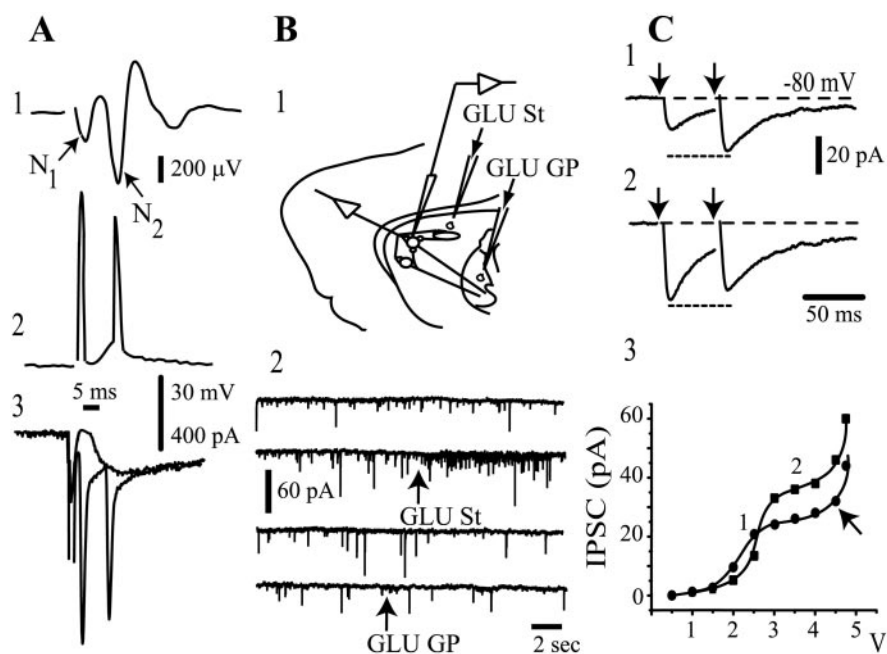 A
B
C
1
N1
N2
200 µV
2
5 ms
30 mV
400 pA
3
1
GLU St
GLU GP
2
60 pA
GLU St
GLU GP
2 sec
1
-80 mV
20 pA
2
50 ms
3
IPSC (pA)
60
40
20
0
1
2
1 2 3 4 5 V